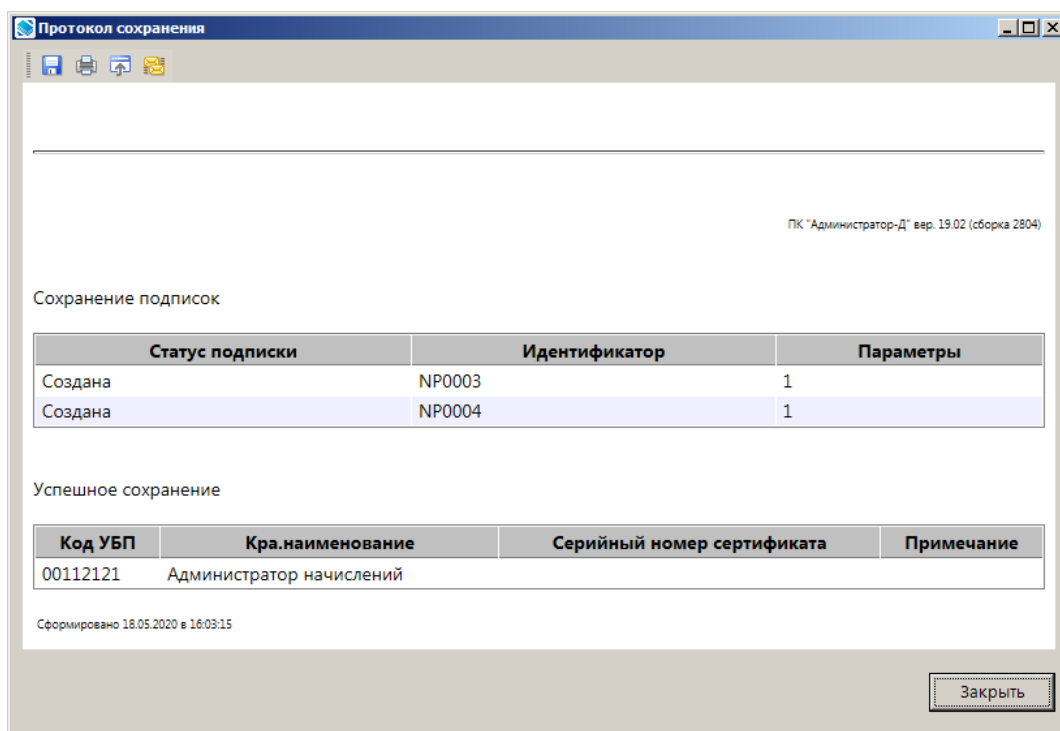 Протокол сохранения
ПК "Администратор-Д" вер. 19.02 (сборка 2804)
Сохранение подписок
Статус подписки Идентификатор Параметры
Создана NP0003 1
Создана NP0004 1
Успешное сохранение
Код УБП Кра.наименование Серийный номер сертификата Примечание
00112121 Администратор начислений
Сформировано 18.05.2020 в 16:03:15
Закрыть